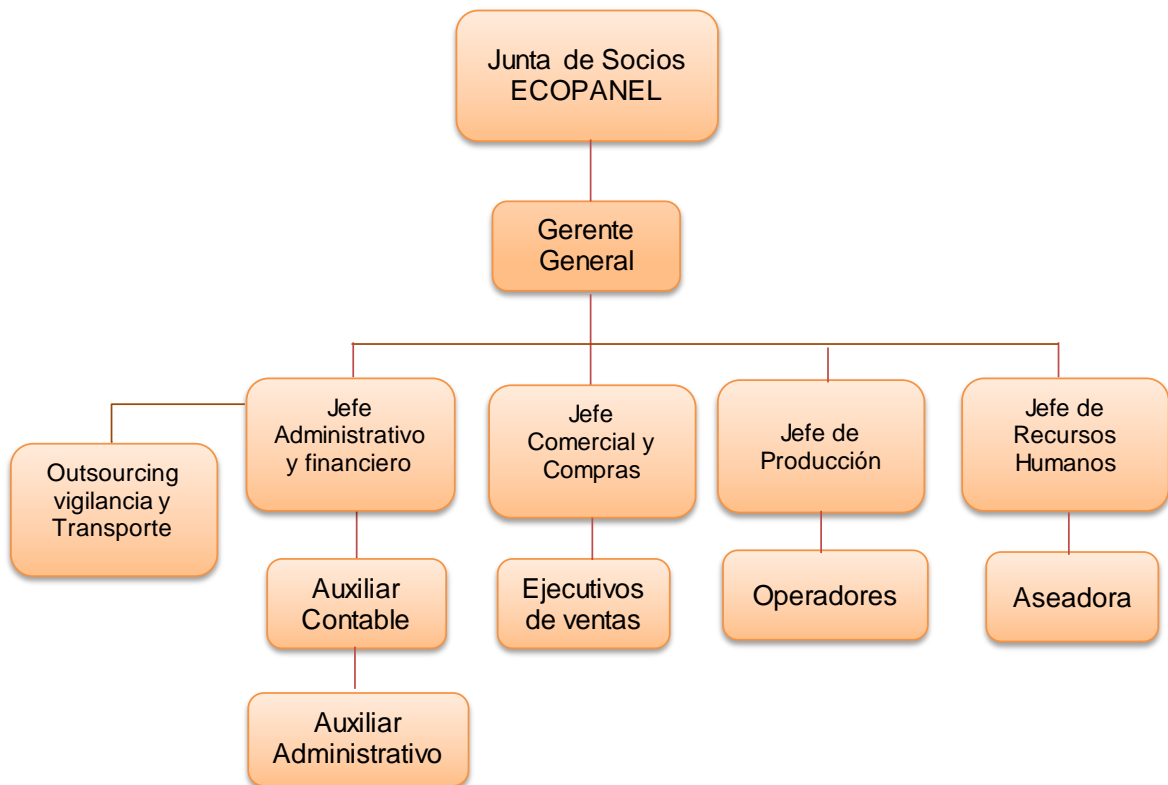 Junta de Socios
ECOPANEL
Gerente
General
Jefe
Administrativo
y financiero
Jefe
Comercial y
Compras
Jefe de
Producción
Jefe de
Recursos
Humanos
Outsourcing
vigilancia y
Transporte
Auxiliar
Contable
Ejecutivos
de ventas
Operadores
Aseadora
Auxiliar
Administrativo